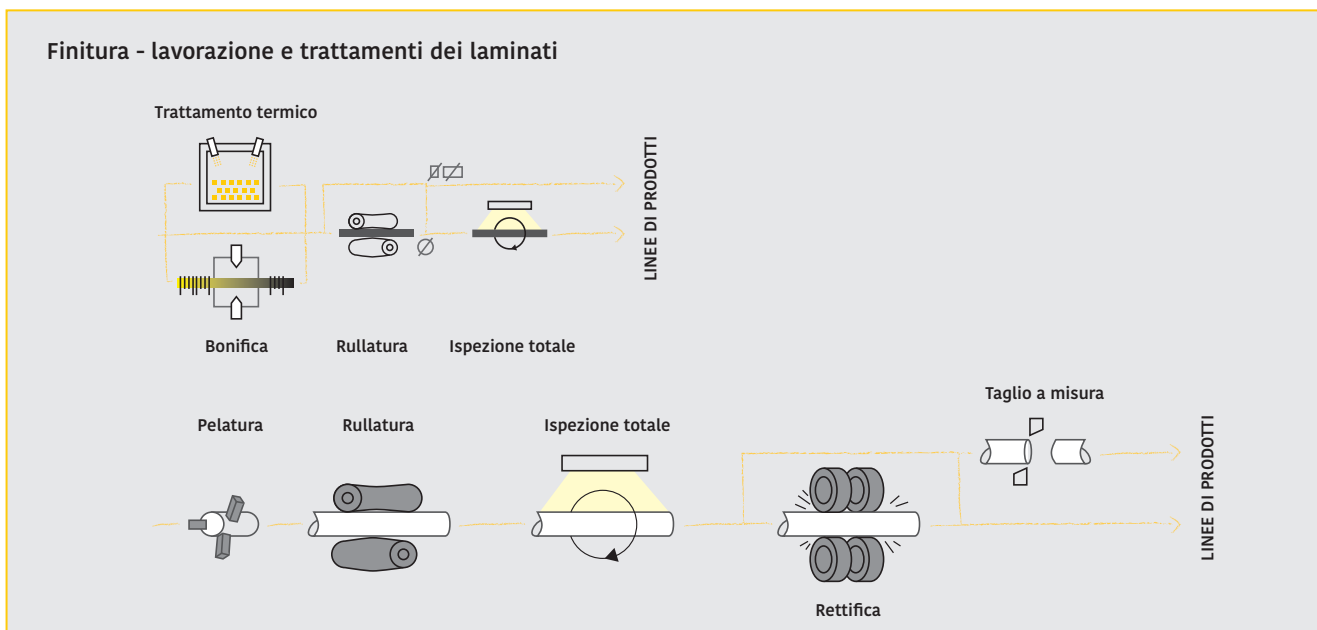 Finitura - lavorazione e trattamenti dei laminati
Trattamento termico
LINEE DI PRODOTTI
Bonifica
Rullatura
Ispezione totale
Pelatura
Rullatura
Ispezione totale
Taglio a misura
LINEE DI PRODOTTI
Rettifica